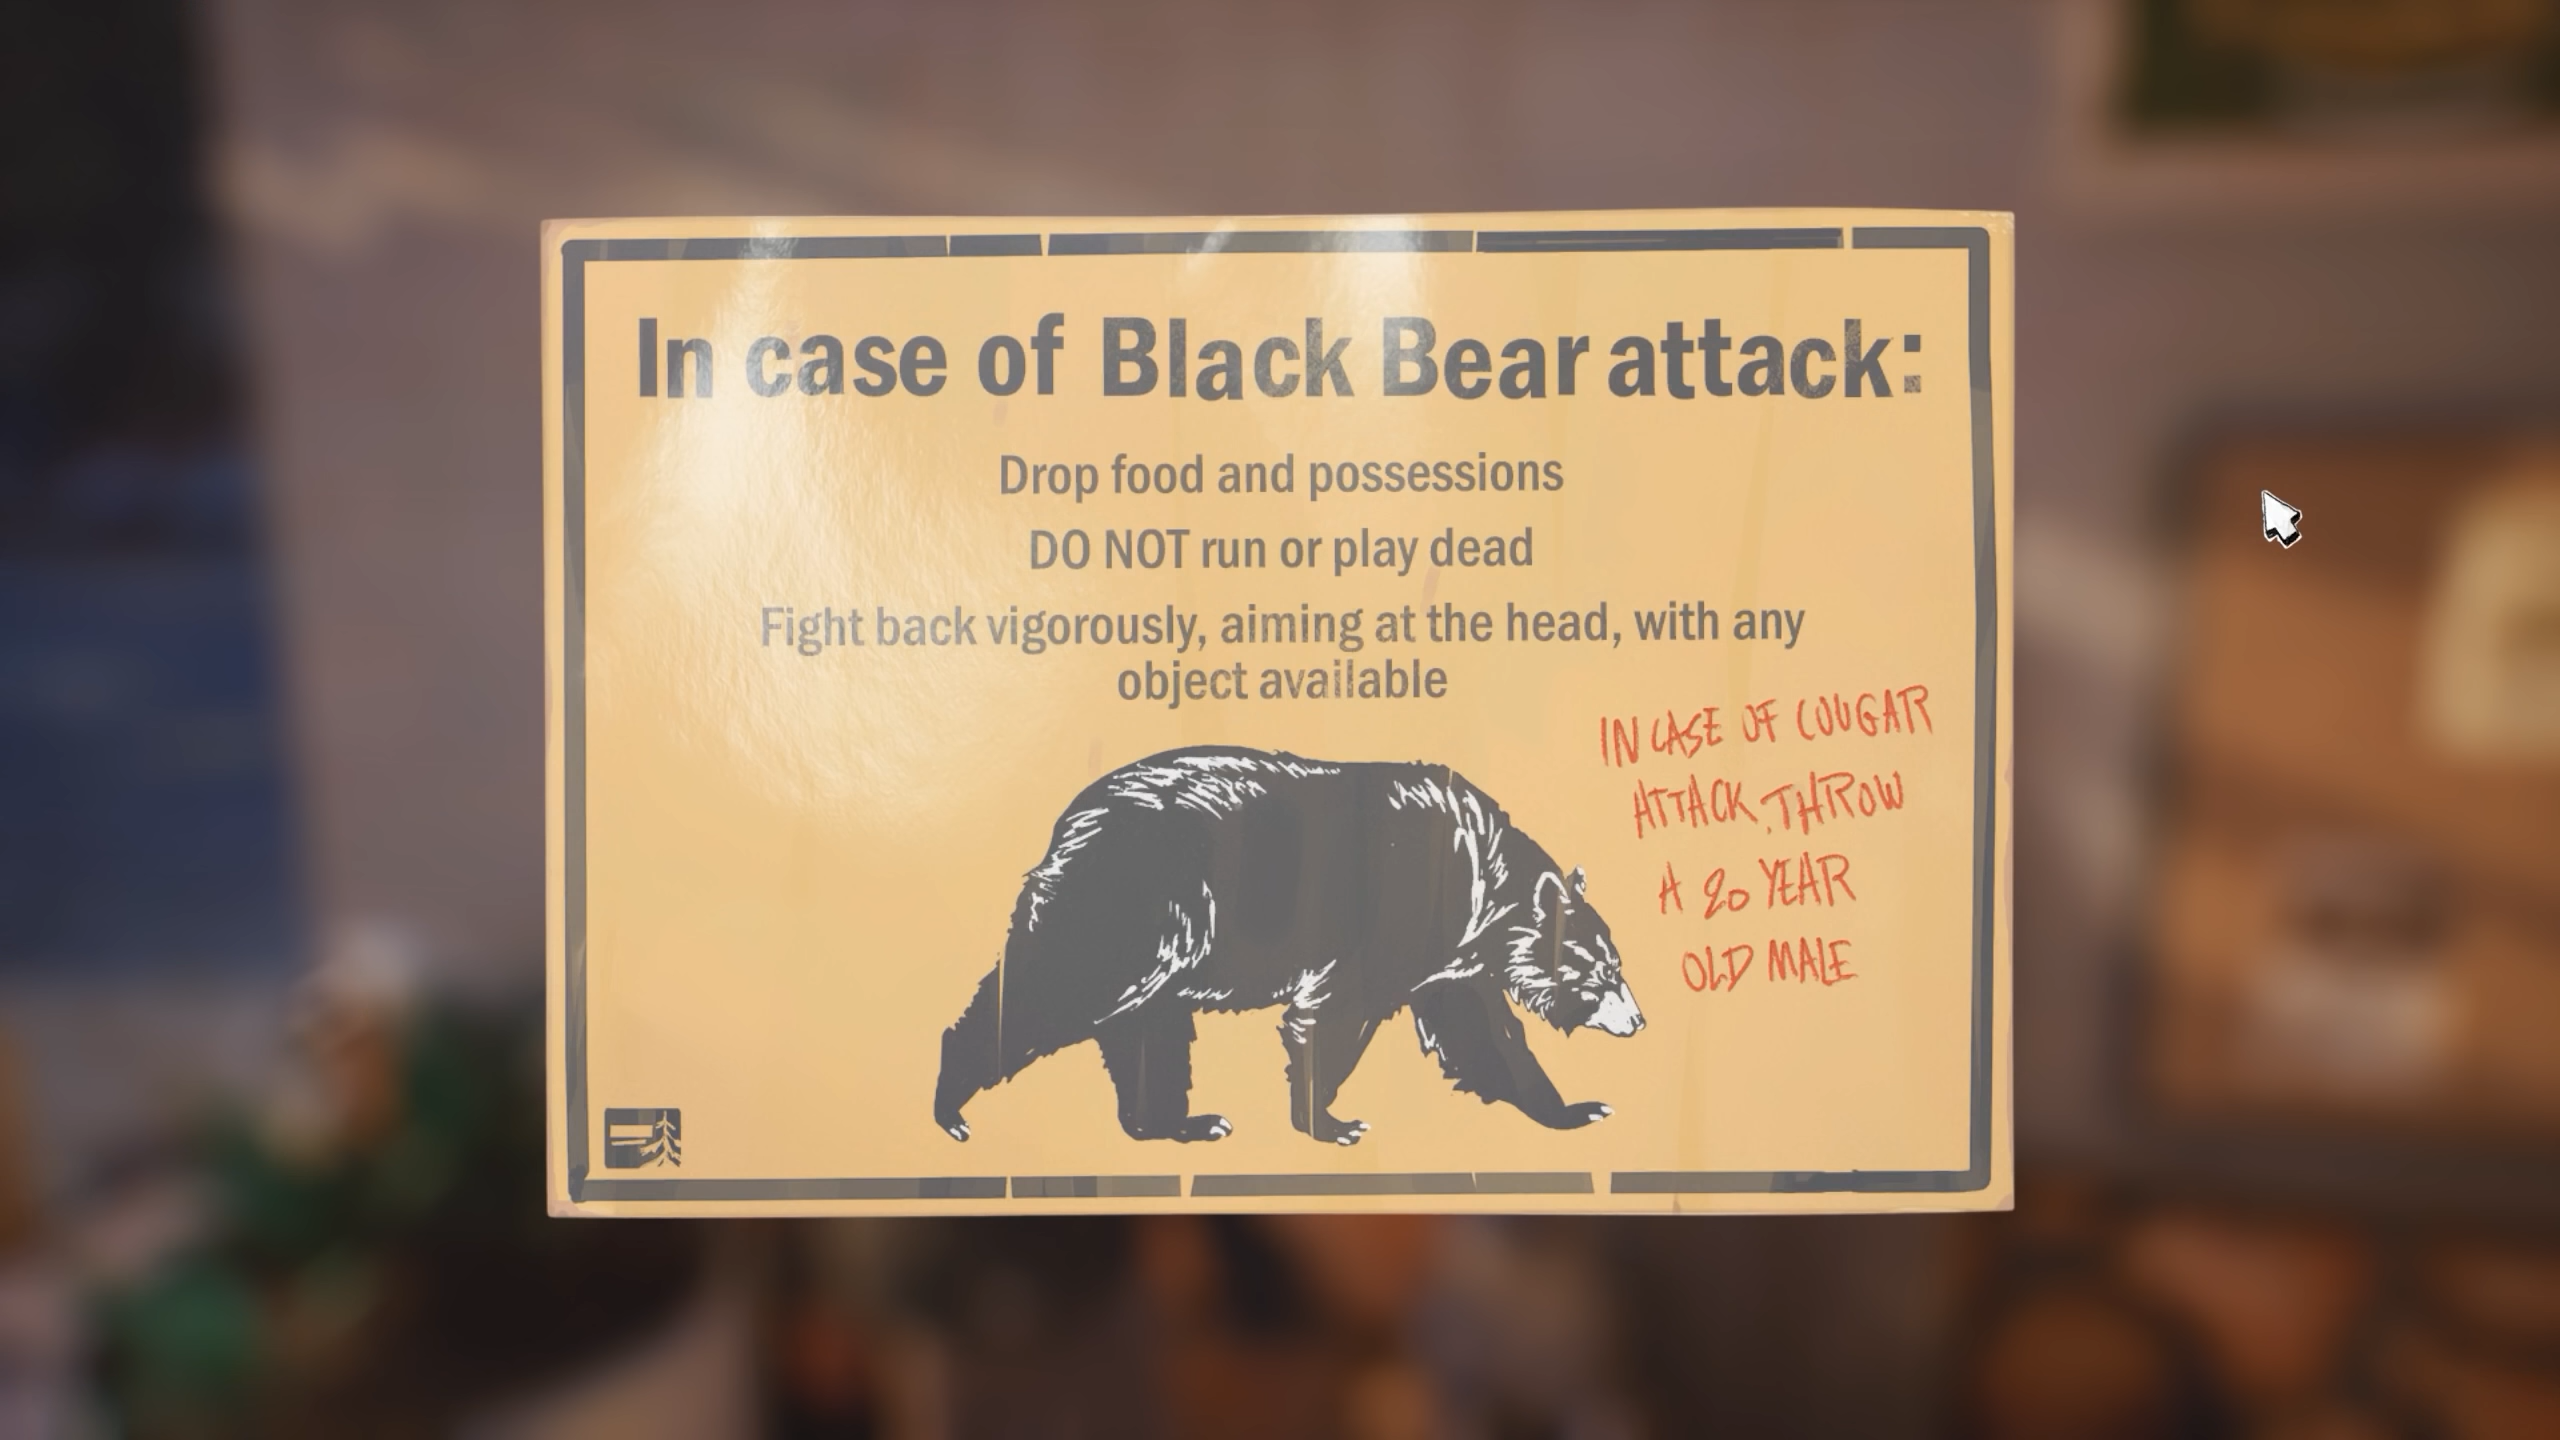 In case of Black Bear attack:
Drop food and possessions
DO NOT run or play dead
Fight back vigorously, aiming at the head, with any
object available
IN CASE OF COUGAR
ATTACK, THROW
A 20 YEAR
OLD MALE